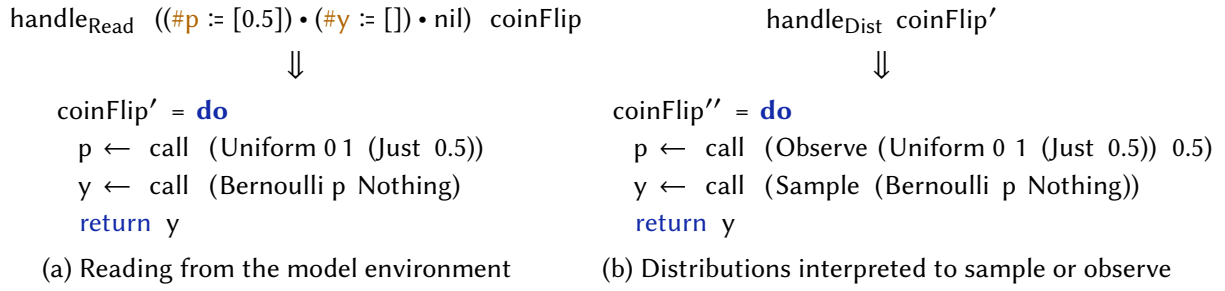 handle_Read ((#p := [0.5]) • (#y := []) • nil) coinFlip
⇓
coinFlip′ = do
p ← call (Uniform 0 1 (Just 0.5))
y ← call (Bernoulli p Nothing)
return y
(a) Reading from the model environment
handle_Dist coinFlip′
⇓
coinFlip′′ = do
p ← call (Observe (Uniform 0 1 (Just 0.5)) 0.5)
y ← call (Sample (Bernoulli p Nothing))
return y
(b) Distributions interpreted to sample or observe